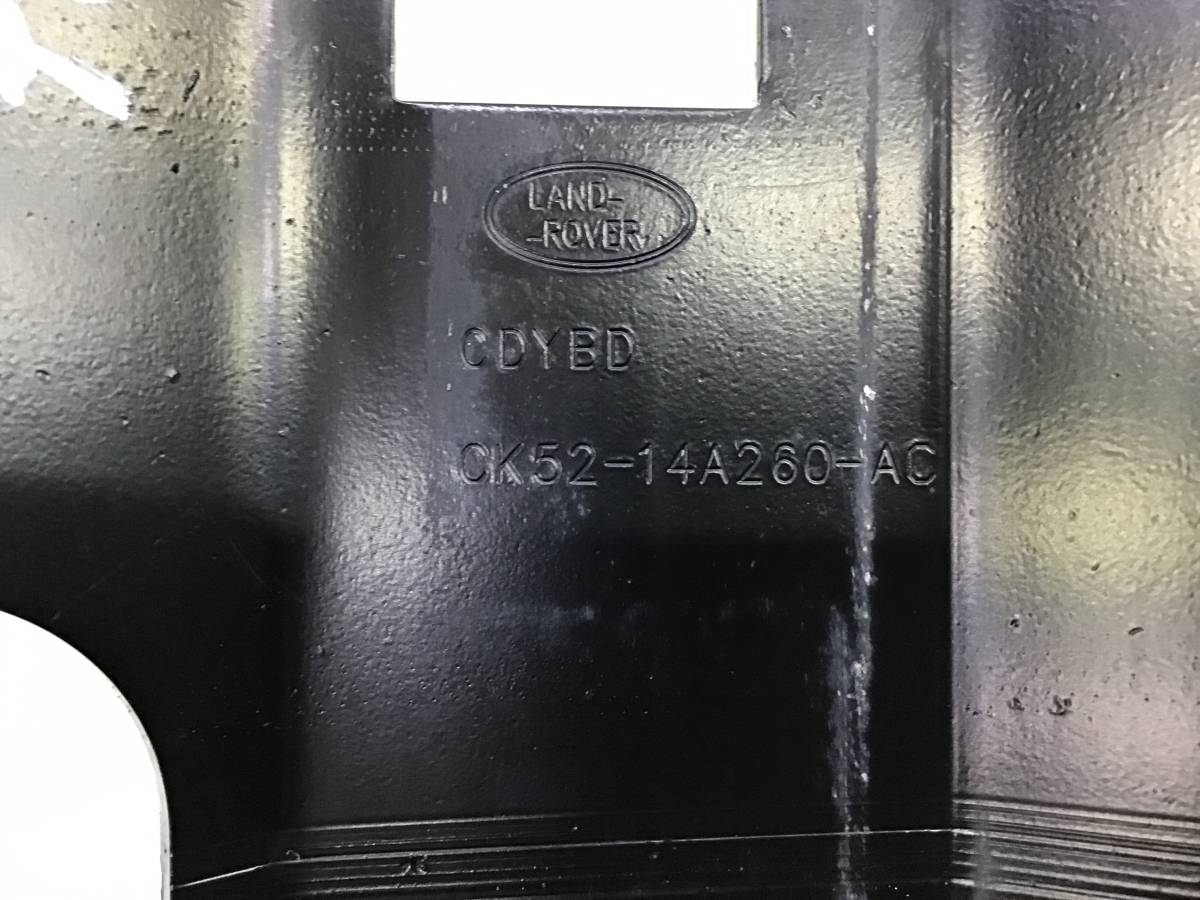 LAND-
-ROVER
CDYBD
CK52-14A260-AC